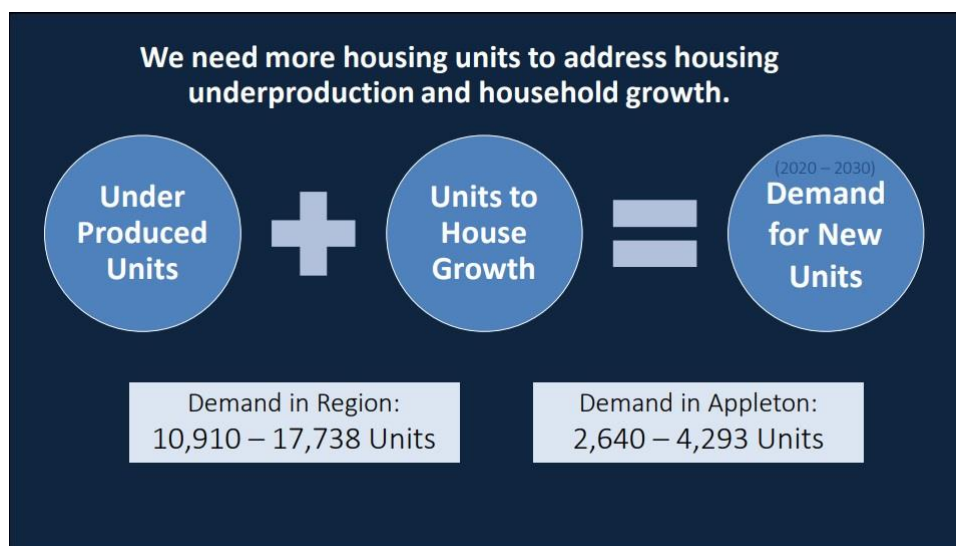 We need more housing units to address housing
underproduction and household growth.
Under
Produced
Units
Units to
House
Growth
(2020 – 2030)
Demand
for New
Units
Demand in Region:
10,910 – 17,738 Units
Demand in Appleton:
2,640 – 4,293 Units